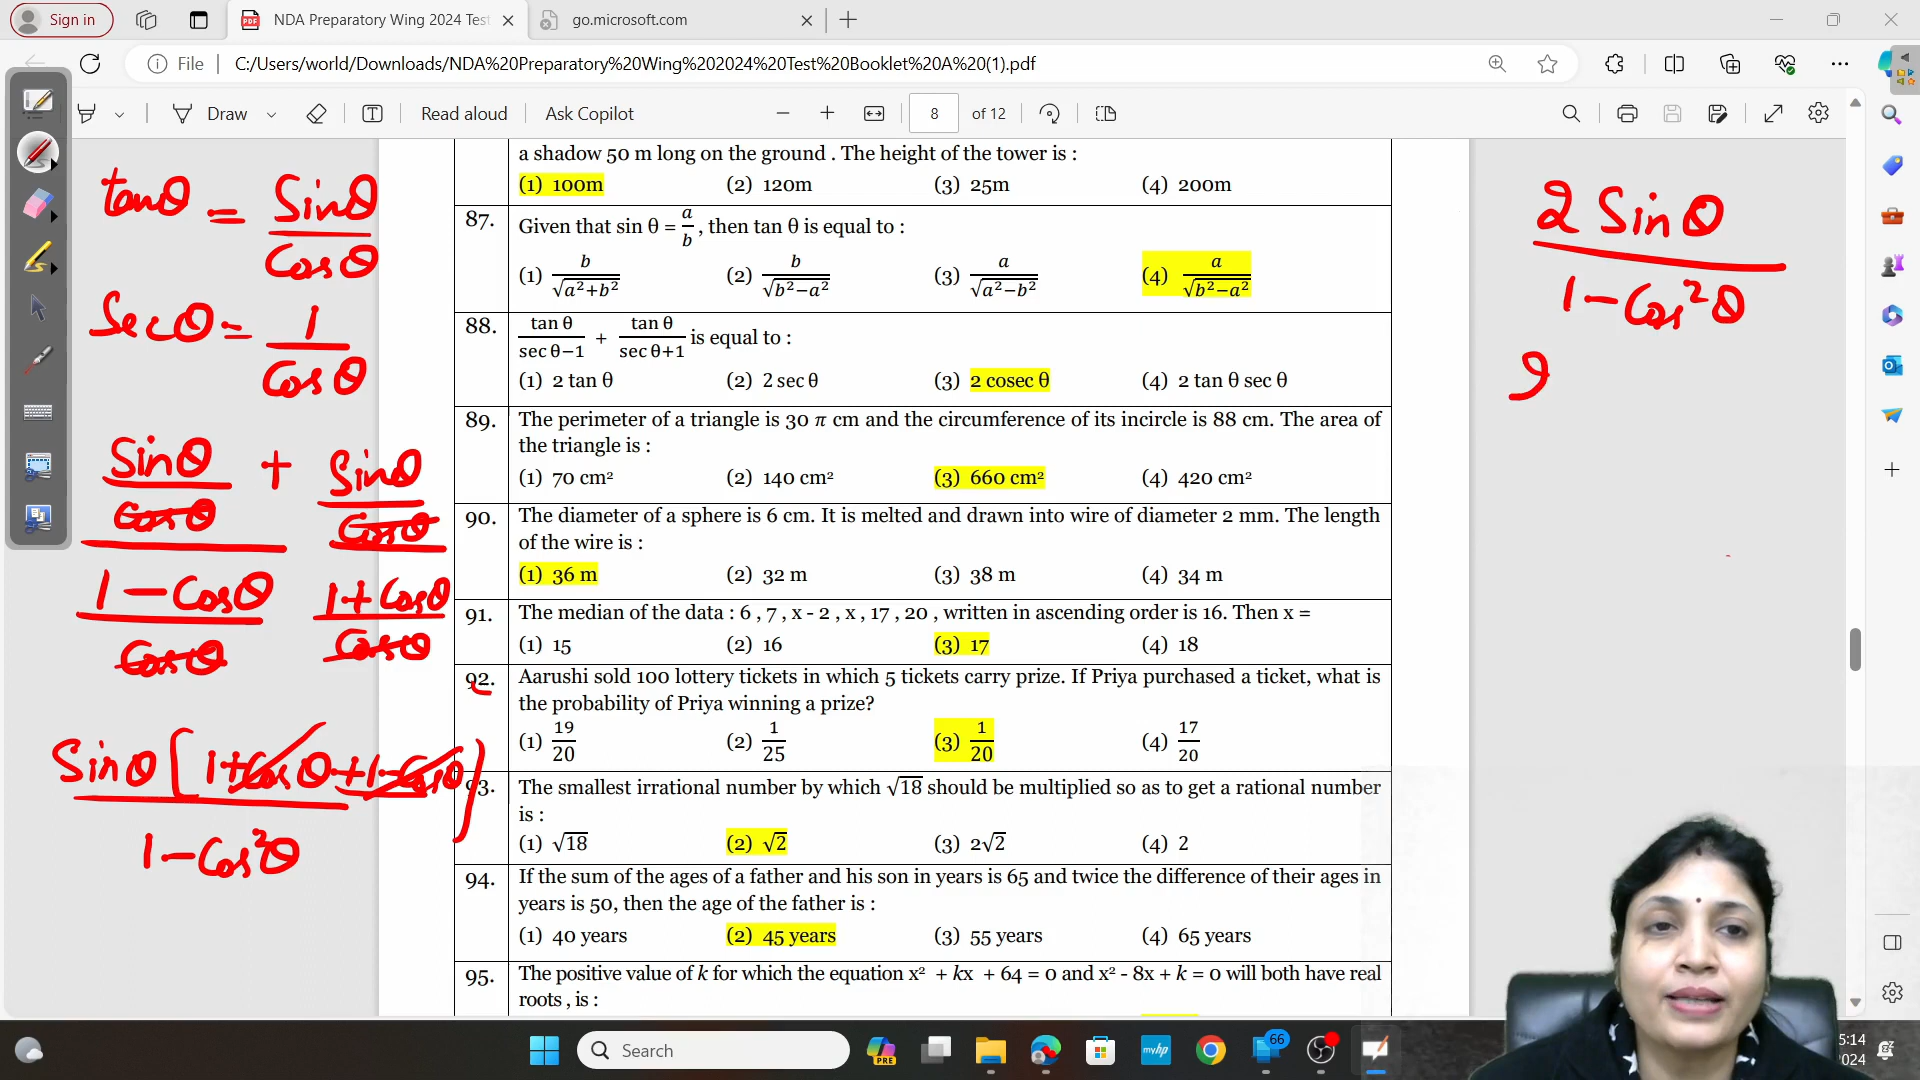 Sign in
NDA Preparatory Wing 2024 Test
go.microsoft.com
File
C:/Users/world/Downloads/NDA%20Preparatory%20Wing%202024%20Test%20Booklet%20A%20(1).pdf
Draw
Read aloud
Ask Copilot
8 of 12
a shadow 50 m long on the ground . The height of the tower is :
(1) 100m (2) 120m (3) 25m (4) 200m
87. Given that sin θ = a/b , then tan θ is equal to :
(1) b/√(a²+b²) (2) b/√(b²−a²) (3) a/√(a²−b²) (4) a/√(b²−a²)
88. tan θ/(sec θ−1) + tan θ/(sec θ+1) is equal to :
(1) 2 tan θ (2) 2 sec θ (3) 2 cosec θ (4) 2 tan θ sec θ
89. The perimeter of a triangle is 30 π cm and the circumference of its incircle is 88 cm. The area of
the triangle is :
(1) 70 cm² (2) 140 cm² (3) 660 cm² (4) 420 cm²
90. The diameter of a sphere is 6 cm. It is melted and drawn into wire of diameter 2 mm. The length
of the wire is :
(1) 36 m (2) 32 m (3) 38 m (4) 34 m
91. The median of the data : 6 , 7 , x - 2 , x , 17 , 20 , written in ascending order is 16. Then x =
(1) 15 (2) 16 (3) 17 (4) 18
92. Aarushi sold 100 lottery tickets in which 5 tickets carry prize. If Priya purchased a ticket, what is
the probability of Priya winning a prize?
(1) 19/20 (2) 1/25 (3) 1/20 (4) 17/20
93. The smallest irrational number by which √18 should be multiplied so as to get a rational number
is :
(1) √18 (2) √2 (3) 2√2 (4) 2
94. If the sum of the ages of a father and his son in years is 65 and twice the difference of their ages in
years is 50, then the age of the father is :
(1) 40 years (2) 45 years (3) 55 years (4) 65 years
95. The positive value of k for which the equation x² + kx + 64 = 0 and x² - 8x + k = 0 will both have real
roots , is :
tanθ = Sinθ/Cosθ
Secθ = 1/Cosθ
Sinθ/Cosθ + Sinθ/Cosθ
1−Cosθ/Cosθ 1+Cosθ/Cosθ
Sinθ [1+Cosθ+1−Cosθ)
1−Cos²θ
2 Sinθ
1−Cos²θ
2
Search
PRE
myhp
66
5:14
024